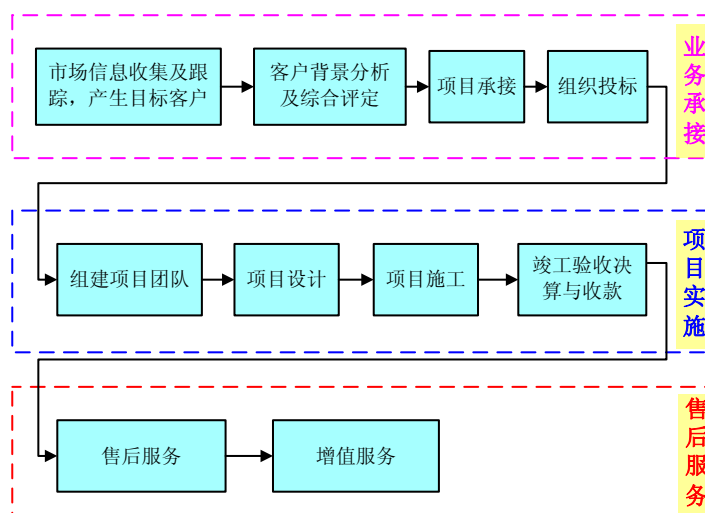 市场信息收集及跟
踪，产生目标客户
客户背景分析
及综合评定
项目承接
组织投标
业务承接
组建项目团队
项目设计
项目施工
竣工验收决
算与收款
项目实施
售后服务
增值服务
售后服务